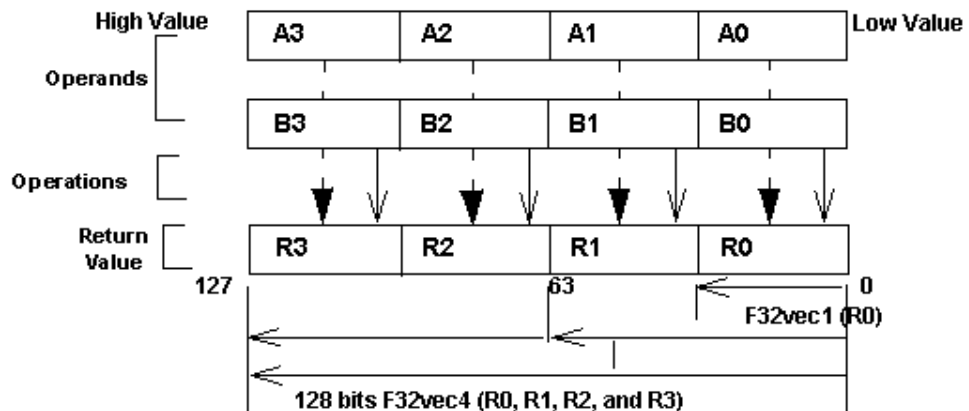 High Value A3 A2 A1 A0 Low Value
Operands
B3 B2 B1 B0
Operations
Return
Value
R3 R2 R1 R0
127 63 0
F32vec1 (R0)
128 bits F32vec4 (R0, R1, R2, and R3)